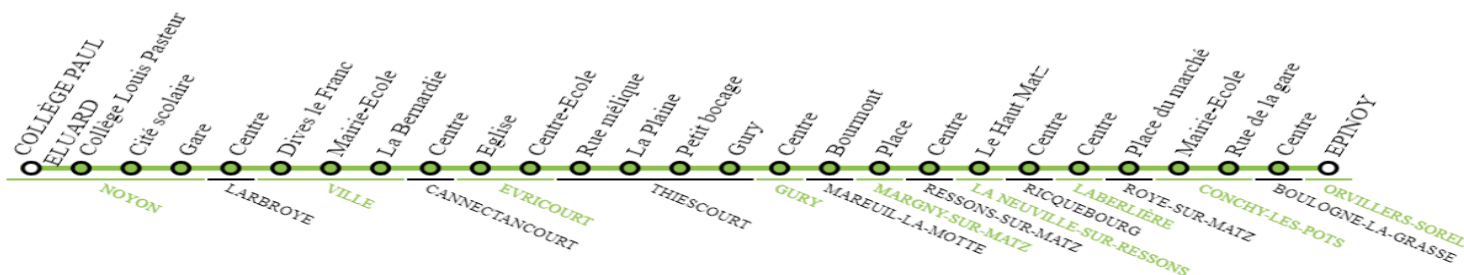 COLLÈGE PAUL
ELUARD
Collège Louis Pasteur
Cité scolaire
Gare
Centre
Dives le Franc
Mairie-Ecole
La Bernardie
Centre
Eglise
Centre-Ecole
Rue mélique
La Plaine
Petit bocage
Gury
Centre
Bourmont
Place
Centre
Le Haut Matz
Centre
Centre
Place du marché
Mairie-Ecole
Rue de la gare
Centre
EPINOY
NOYON
LARBROYE
VILLE
CANNECTANCOURT
EVRICOURT
THIESCOURT
GURY
MAREUIL-LA-MOTTE
MARGNY-SUR-MATZ
RESSONS-SUR-MATZ
LA NEUVILLE-SUR-RESSONS
RICQUEBOURG
LABERLIÈRE
ROYE-SUR-MATZ
CONCHY-LES-POTS
BOULOGNE-LA-GRASSE
ORVILLERS-SOREL